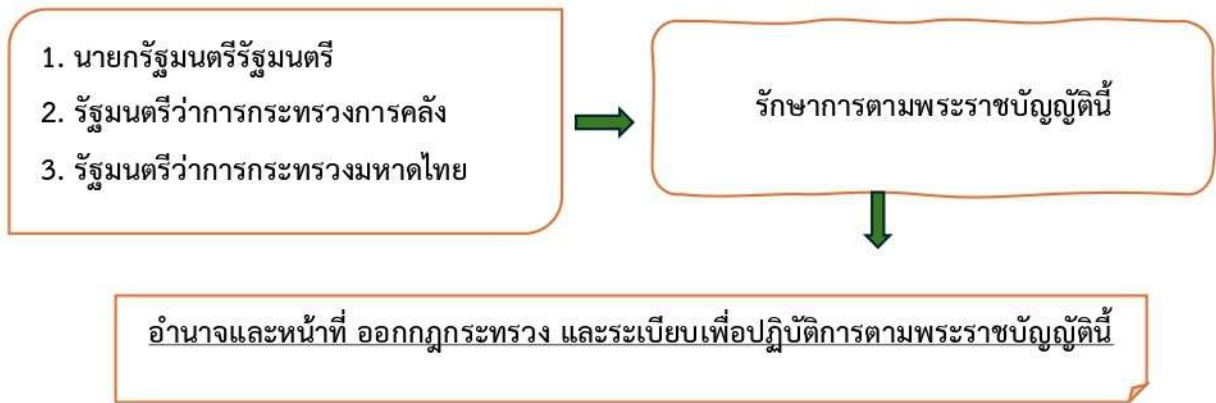 1. นายกรัฐมนตรีรัฐมนตรี
2. รัฐมนตรีว่าการกระทรวงการคลัง
3. รัฐมนตรีว่าการกระทรวงมหาดไทย
รักษาการตามพระราชบัญญัตินี้
อำนาจและหน้าที่ ออกกฎกระทรวง และระเบียบเพื่อปฏิบัติการตามพระราชบัญญัตินี้